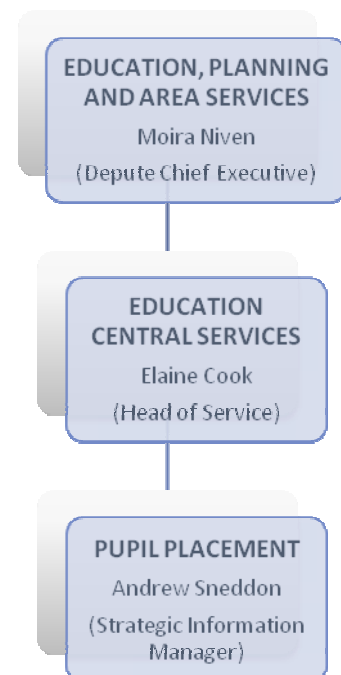 EDUCATION, PLANNING
AND AREA SERVICES
Moira Niven
(Depute Chief Executive)
EDUCATION
CENTRAL SERVICES
Elaine Cook
(Head of Service)
PUPIL PLACEMENT
Andrew Sneddon
(Strategic Information
Manager)